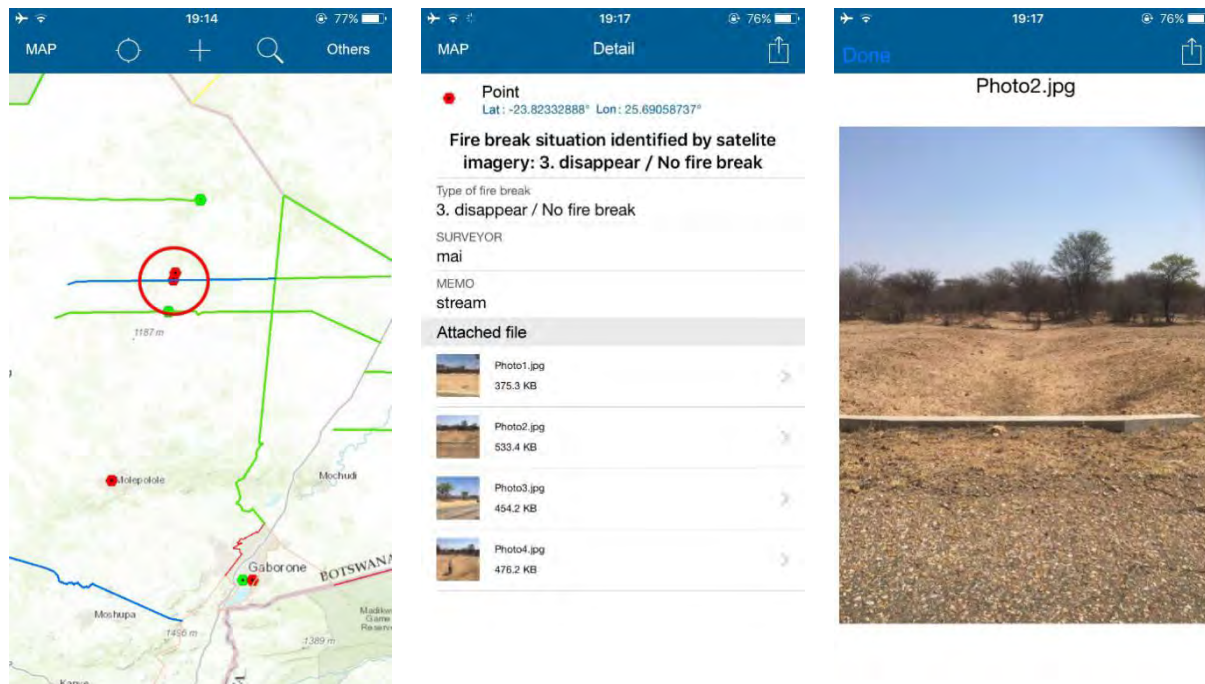 19:14
77%
MAP
Others
1187 m
Molepolole
Mochudi
Gaborone
BOTSWANA
Moshupa
1456 m
1389 m
Madikwe
Game
Reserve
Kanye
19:17
76%
MAP
Detail
Point
Lat : -23.82332888° Lon : 25.69058737°
Fire break situation identified by satelite
imagery: 3. disappear / No fire break
Type of fire break
3. disappear / No fire break
SURVEYOR
mai
MEMO
stream
Attached file
Photo1.jpg
375.3 KB
Photo2.jpg
533.4 KB
Photo3.jpg
454.2 KB
Photo4.jpg
476.2 KB
19:17
76%
Done
Photo2.jpg